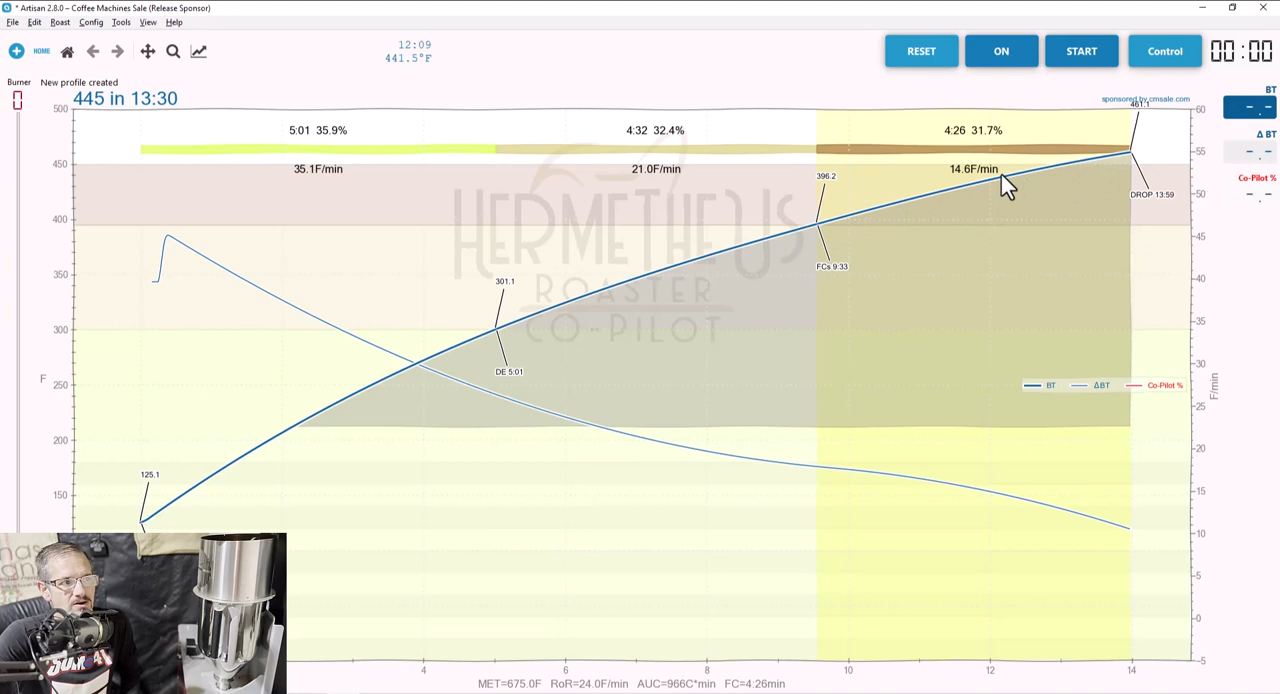 * Artisan 2.8.0 – Coffee Machines Sale (Release Sponsor)
File Edit Roast Config Tools View Help
HOME
12:09
441.5°F
RESET ON START Control 00:00
Burner
0
New profile created
445 in 13:30
sponsored by cmsale.com
BT
--.-
Δ BT
--.-
Co-Pilot %
--.-
5:01 35.9% 4:32 32.4% 4:26 31.7%
35.1F/min 21.0F/min 14.6F/min
461.1
DROP 13:59
396.2
FCs 9:33
301.1
DE 5:01
125.1
HERMETHEUS
ROASTER
CO-PILOT
BT ΔBT Co-Pilot %
500
450
400
350
300
250
200
150
F
60
55
50
45
40
35
30
25
20
15
10
5
0
-5
F/min
4 6 8 10 12 14
MET=675.0F RoR=24.0F/min AUC=966C*min FC=4:26min
SUM 41